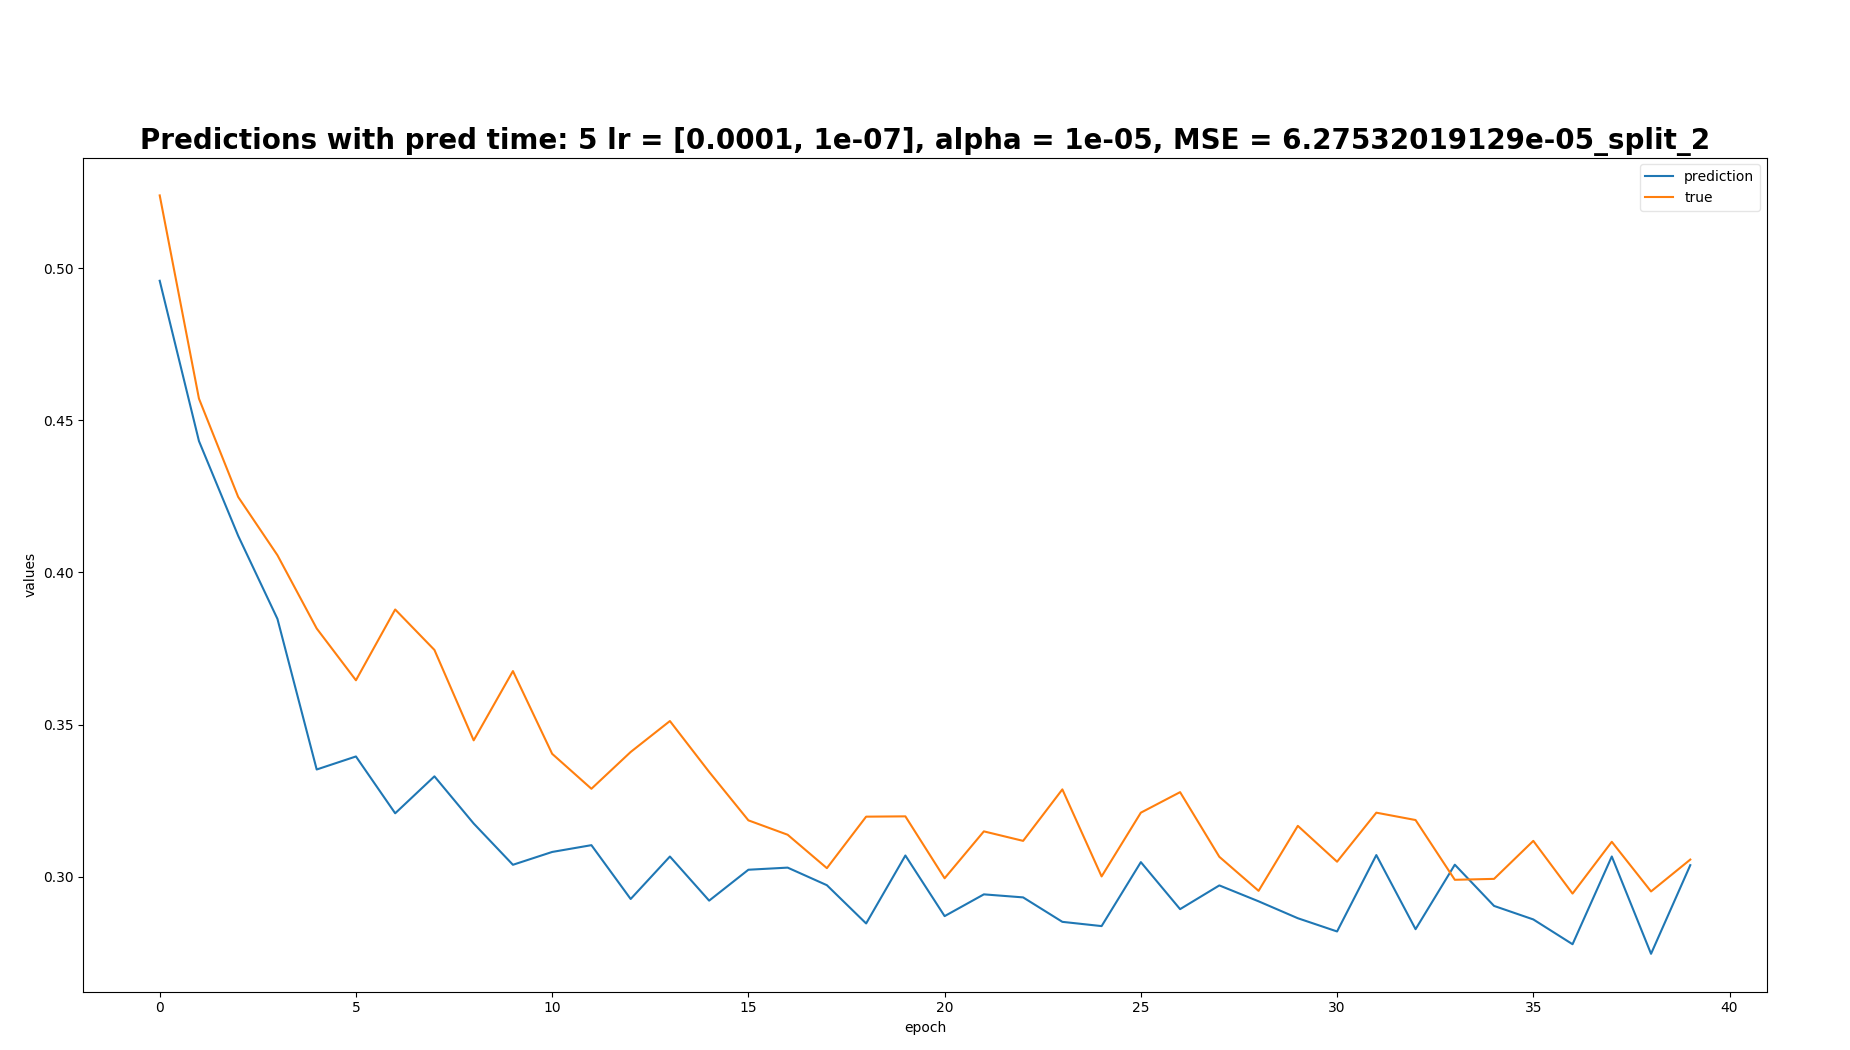 Predictions with pred time: 5 lr = [0.0001, 1e-07], alpha = 1e-05, MSE = 6.27532019129e-05_split_2
prediction
true
0.50
0.45
0.40
0.35
0.30
values
0 5 10 15 20 25 30 35 40
epoch